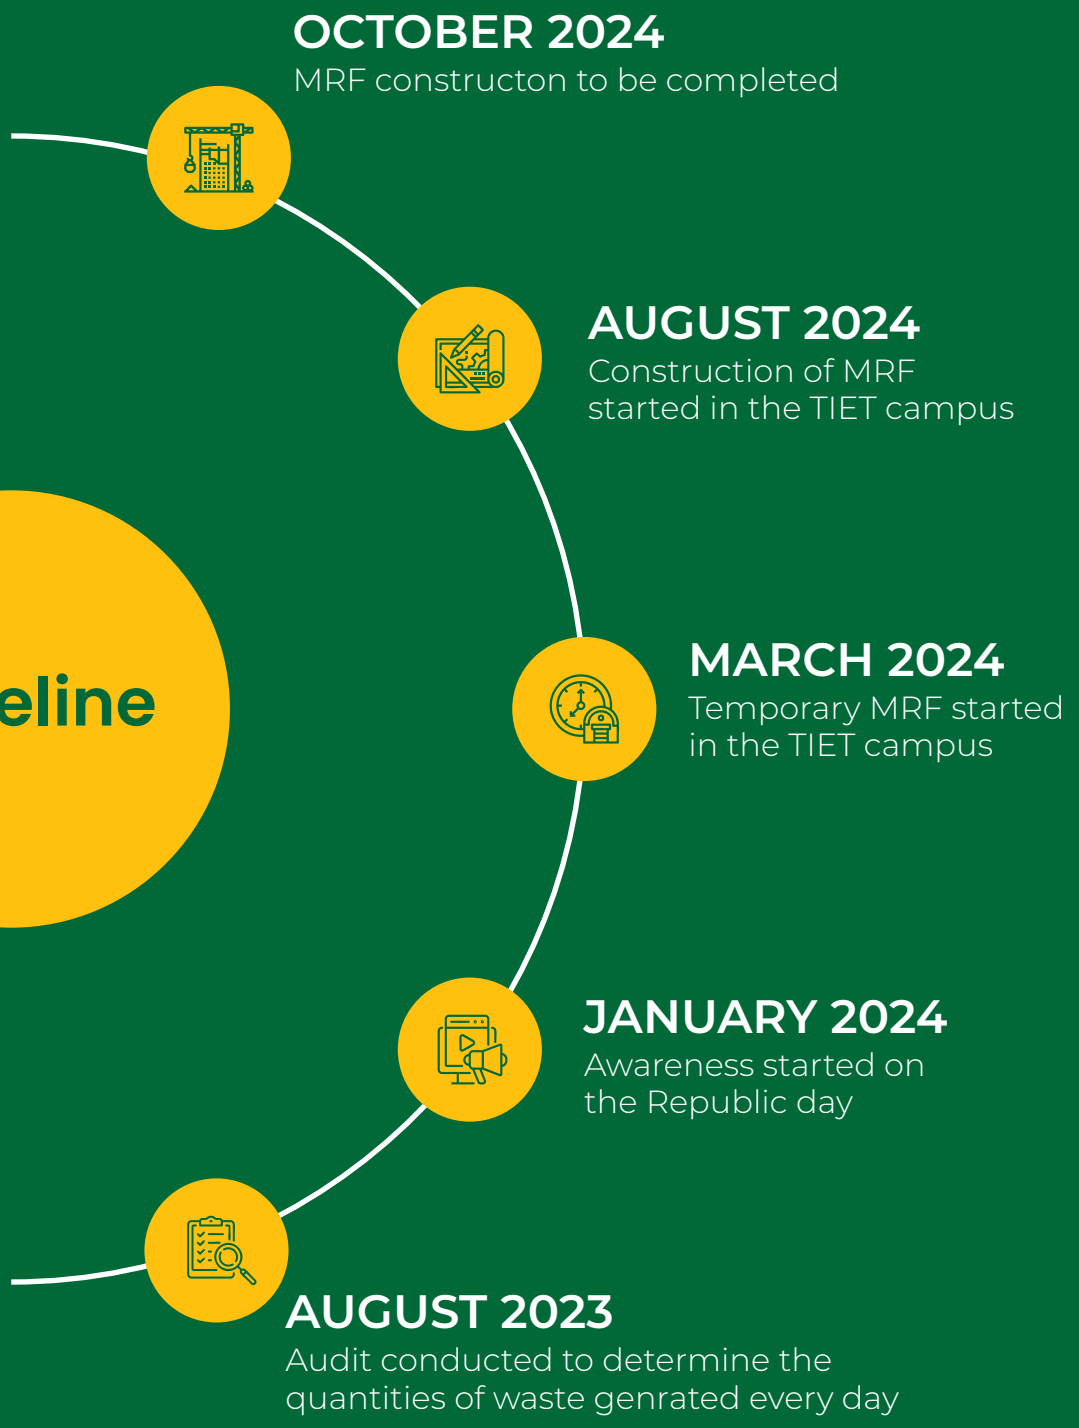 OCTOBER 2024
MRF constructon to be completed
AUGUST 2024
Construction of MRF
started in the TIET campus
eline
MARCH 2024
Temporary MRF started
in the TIET campus
JANUARY 2024
Awareness started on
the Republic day
AUGUST 2023
Audit conducted to determine the
quantities of waste genrated every day